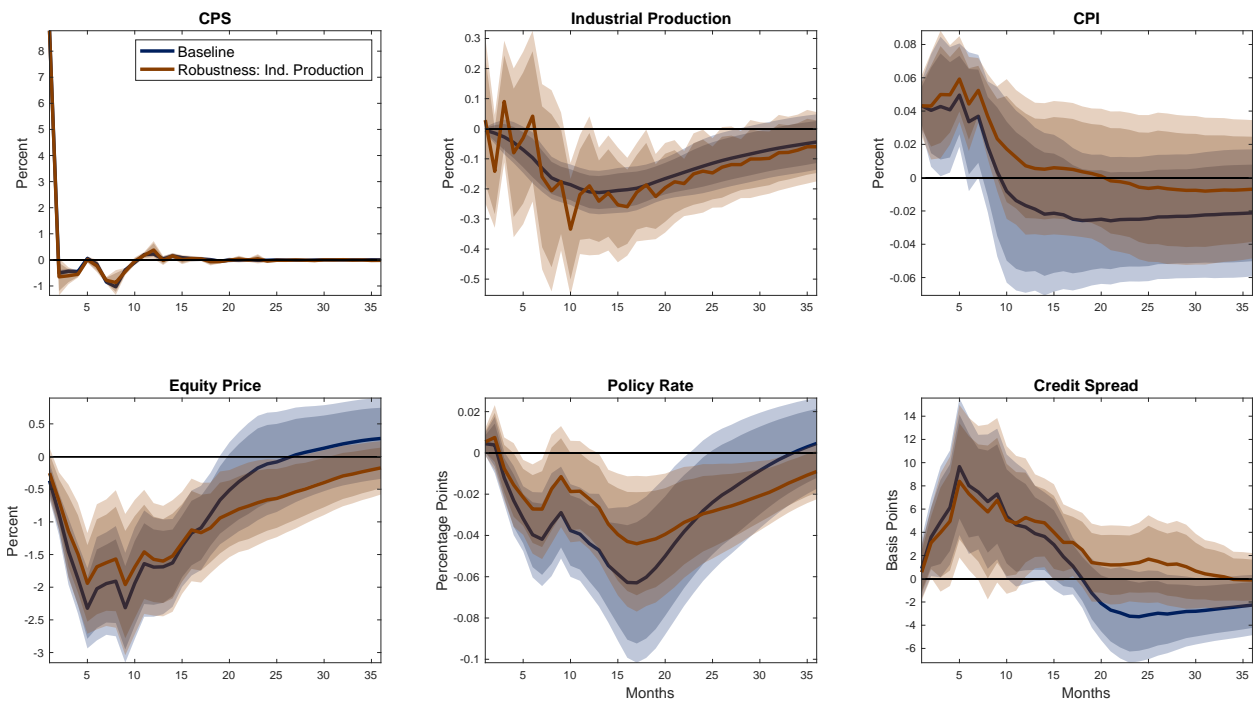 CPS
Percent
8
7
6
5
4
3
2
1
0
-1
5 10 15 20 25 30 35
Baseline
Robustness: Ind. Production
Industrial Production
Percent
0.3
0.2
0.1
0
-0.1
-0.2
-0.3
-0.4
-0.5
5 10 15 20 25 30 35
CPI
Percent
0.08
0.06
0.04
0.02
0
-0.02
-0.04
-0.06
5 10 15 20 25 30 35
Equity Price
Percent
0.5
0
-0.5
-1
-1.5
-2
-2.5
-3
5 10 15 20 25 30 35
Policy Rate
Percentage Points
0.02
0
-0.02
-0.04
-0.06
-0.08
-0.1
5 10 15 20 25 30 35
Months
Credit Spread
Basis Points
14
12
10
8
6
4
2
0
-2
-4
-6
5 10 15 20 25 30 35
Months